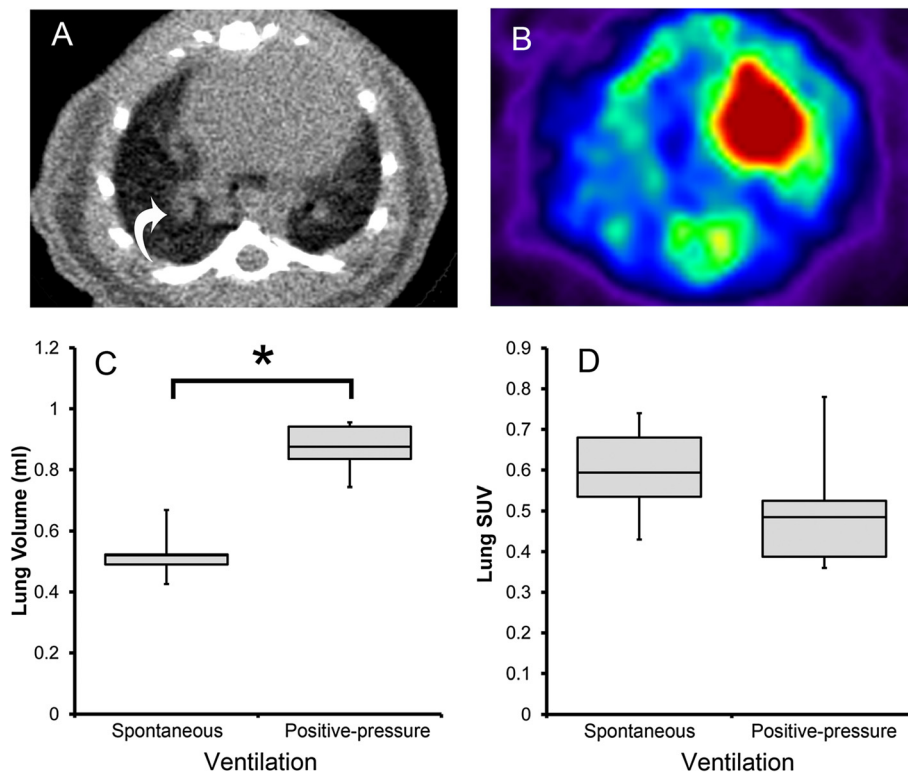 A
B
C
*
Lung Volume (ml)
1.2
1
0.8
0.6
0.4
0.2
0
Spontaneous
Positive-pressure
Ventilation
D
Lung SUV
0.9
0.8
0.7
0.6
0.5
0.4
0.3
0.2
0.1
0
Spontaneous
Positive-pressure
Ventilation